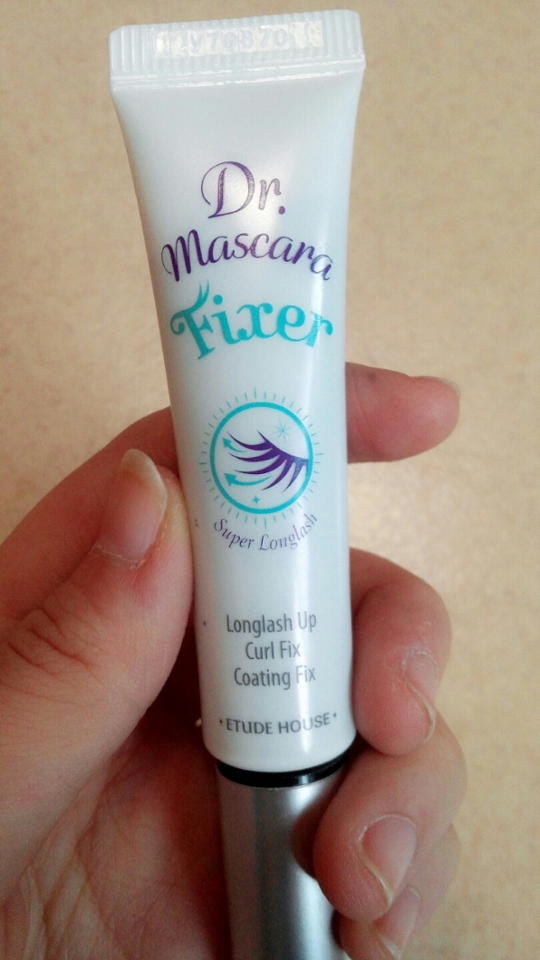 Dr.
Mascara
Fixer
Super Longlash
Longlash Up
Curl Fix
Coating Fix
·ETUDE HOUSE·